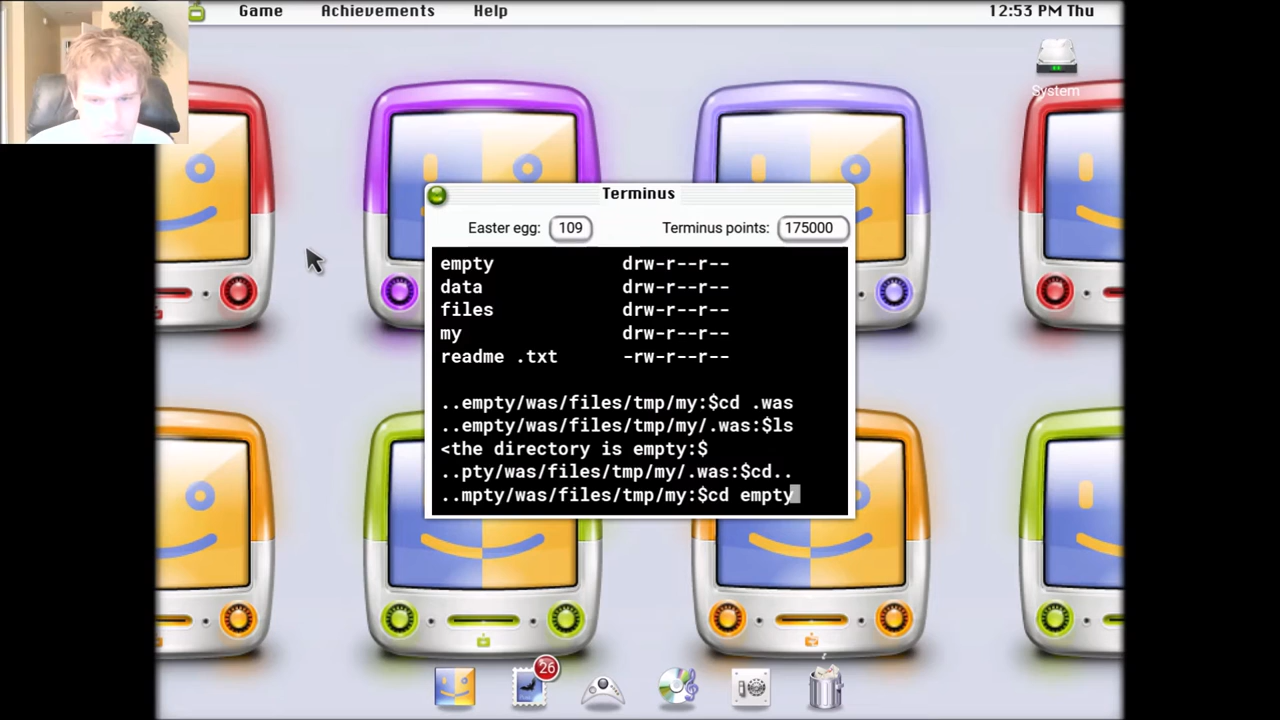 Game Achievements Help 12:53 PM Thu
System
Terminus
Easter egg: 109 Terminus points: 175000
empty drw-r--r--
data drw-r--r--
files drw-r--r--
my drw-r--r--
readme .txt -rw-r--r--
..empty/was/files/tmp/my:$cd .was
..empty/was/files/tmp/my/.was:$ls
<the directory is empty:$
..pty/was/files/tmp/my/.was:$cd..
..mpty/was/files/tmp/my:$cd empty
26